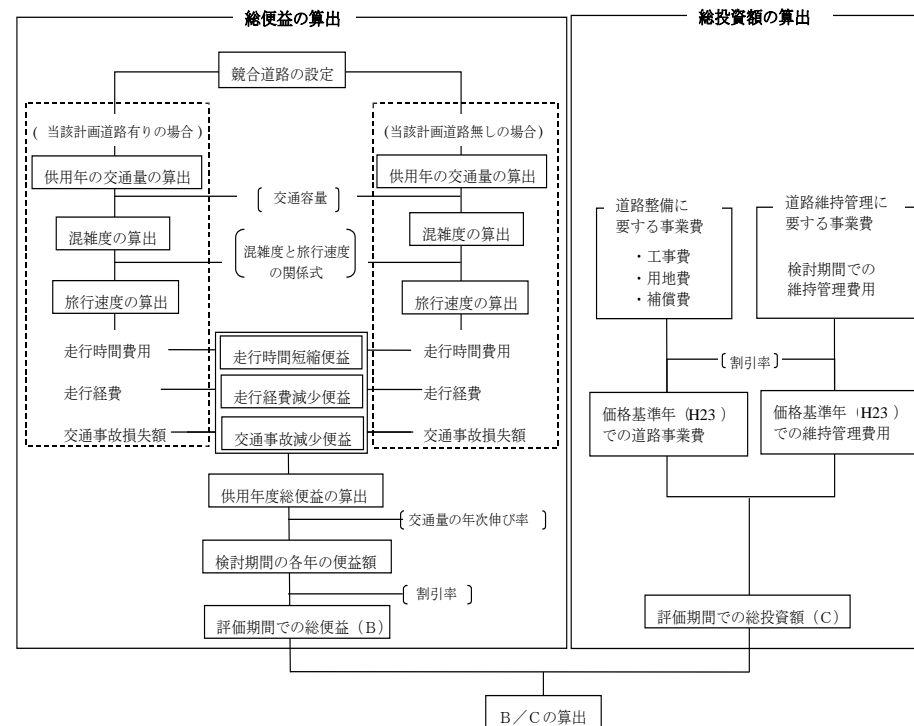 総便益の算出
競合道路の設定
( 当該計画道路有りの場合 )
(当該計画道路無しの場合)
供用年の交通量の算出
供用年の交通量の算出
〔 交通容量 〕
混雑度の算出
混雑度の算出
混雑度と旅行速度
の関係式
旅行速度の算出
旅行速度の算出
走行時間費用
走行時間短縮便益
走行時間費用
走行経費
走行経費減少便益
走行経費
交通事故損失額
交通事故減少便益
交通事故損失額
供用年度総便益の算出
〔交通量の年次伸び率 〕
検討期間の各年の便益額
〔 割引率 〕
評価期間での総便益(B)
総投資額の算出
道路整備に
要する事業費
・工事費
・用地費
・補償費
道路維持管理に
要する事業費
検討期間での
維持管理費用
〔割引率 〕
価格基準年(H23)
での道路事業費
価格基準年(H23)
での維持管理費用
評価期間での総投資額(C)
B/Cの算出